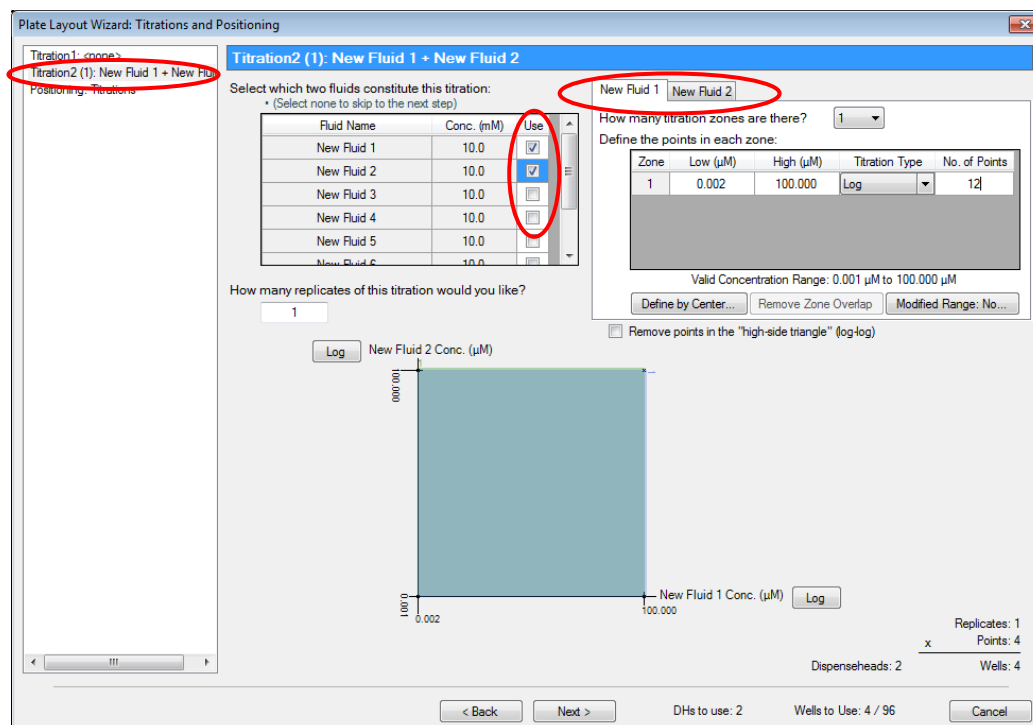 Plate Layout Wizard: Titrations and Positioning
Titration1: <none>
Titration2 (1): New Fluid 1 + New Flui
Positioning: Titrations
Titration2 (1): New Fluid 1 + New Fluid 2
Select which two fluids constitute this titration:
• (Select none to skip to the next step)
Fluid Name Conc. (mM) Use
New Fluid 1 10.0
New Fluid 2 10.0
New Fluid 3 10.0
New Fluid 4 10.0
New Fluid 5 10.0
New Fluid 6 10.0
How many replicates of this titration would you like?
1
New Fluid 1 New Fluid 2
How many titration zones are there? 1
Define the points in each zone:
Zone Low (µM) High (µM) Titration Type No. of Points
1 0.002 100.000 Log 12
Valid Concentration Range: 0.001 µM to 100.000 µM
Define by Center... Remove Zone Overlap Modified Range: No...
Remove points in the "high-side triangle" (log-log)
Log New Fluid 2 Conc. (µM)
100.000
0.001
0.002
100.000
New Fluid 1 Conc. (µM) Log
Replicates: 1
x Points: 4
Dispenseheads: 2 Wells: 4
< Back Next > DHs to use: 2 Wells to Use: 4 / 96 Cancel